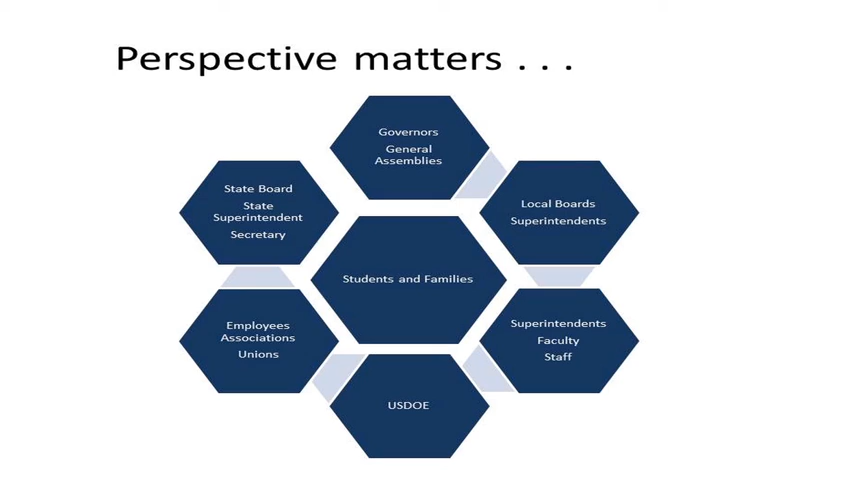 Perspective matters . . .
Governors
General
Assemblies
State Board
State
Superintendent
Secretary
Local Boards
Superintendents
Students and Families
Employees
Associations
Unions
Superintendents
Faculty
Staff
USDOE